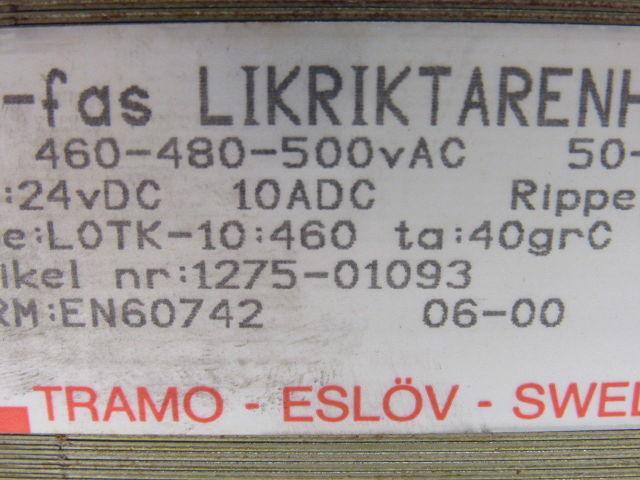 -fas LIKRIKTARENH
460-480-500vAC 50-
:24vDC 10ADC Rippe
e:LOTK-10:460 ta:40grC
ikel nr:1275-01093
RM:EN60742 06-00
TRAMO - ESLÖV - SWED